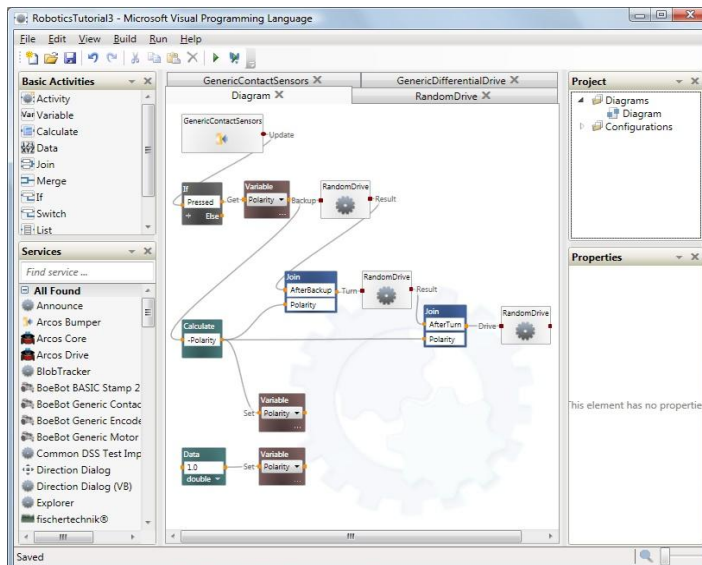 RoboticsTutorial3 - Microsoft Visual Programming Language
File Edit View Build Run Help
Basic Activities
Activity
Var Variable
Calculate
Data
Join
Merge
If
Switch
List
Services
Find service ...
All Found
Announce
Arcos Bumper
Arcos Core
Arcos Drive
BlobTracker
BoeBot BASIC Stamp 2
BoeBot Generic Contac
BoeBot Generic Encode
BoeBot Generic Motor
Common DSS Test Imp
Direction Dialog
Direction Dialog (VB)
Explorer
fischertechnik®
GenericContactSensors
GenericDifferentialDrive
Diagram
RandomDrive
GenericContactSensors
Update
If
Pressed
Else
Get
Variable
Polarity
...
Backup
RandomDrive
Result
Join
AfterBackup
Polarity
Turn
RandomDrive
Result
Join
AfterTurn
Polarity
Drive
RandomDrive
Calculate
-Polarity
Set
Variable
Polarity
...
Data
1.0
double
Set
Variable
Polarity
...
Project
Diagrams
Diagram
Configurations
Properties
This element has no propertie
Saved